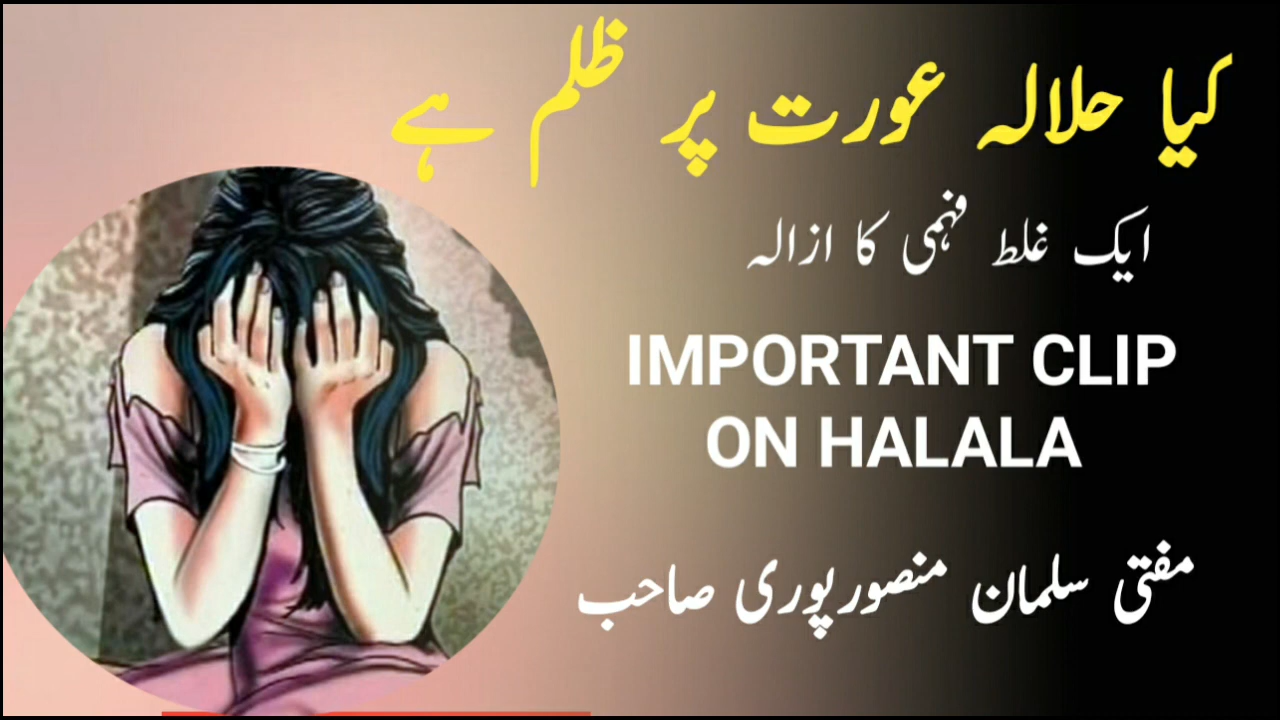 کیا حلالہ عورت پر ظلم ہے
ایک غلط فہمی کا ازالہ
IMPORTANT CLIP
ON HALALA
مفتی سلمان منصورپوری صاحب